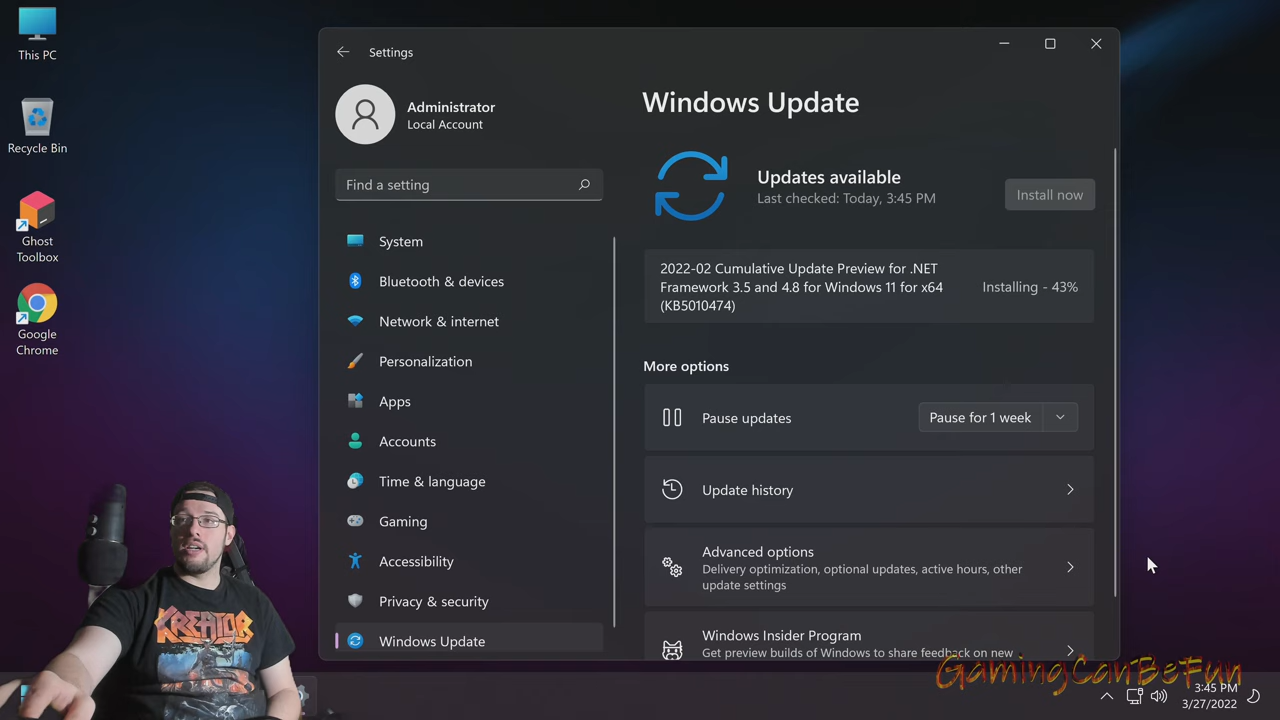 This PC
Recycle Bin
Ghost
Toolbox
Google
Chrome
Settings
Administrator
Local Account
Find a setting
System
Bluetooth & devices
Network & internet
Personalization
Apps
Accounts
Time & language
Gaming
Accessibility
Privacy & security
Windows Update
Windows Update
Updates available
Last checked: Today, 3:45 PM
Install now
2022-02 Cumulative Update Preview for .NET
Framework 3.5 and 4.8 for Windows 11 for x64
(KB5010474)
Installing - 43%
More options
Pause updates
Pause for 1 week
Update history
Advanced options
Delivery optimization, optional updates, active hours, other
update settings
Windows Insider Program
Get preview builds of Windows to share feedback on new
KREATOR
GamingCanBeFun
3:45 PM
3/27/2022